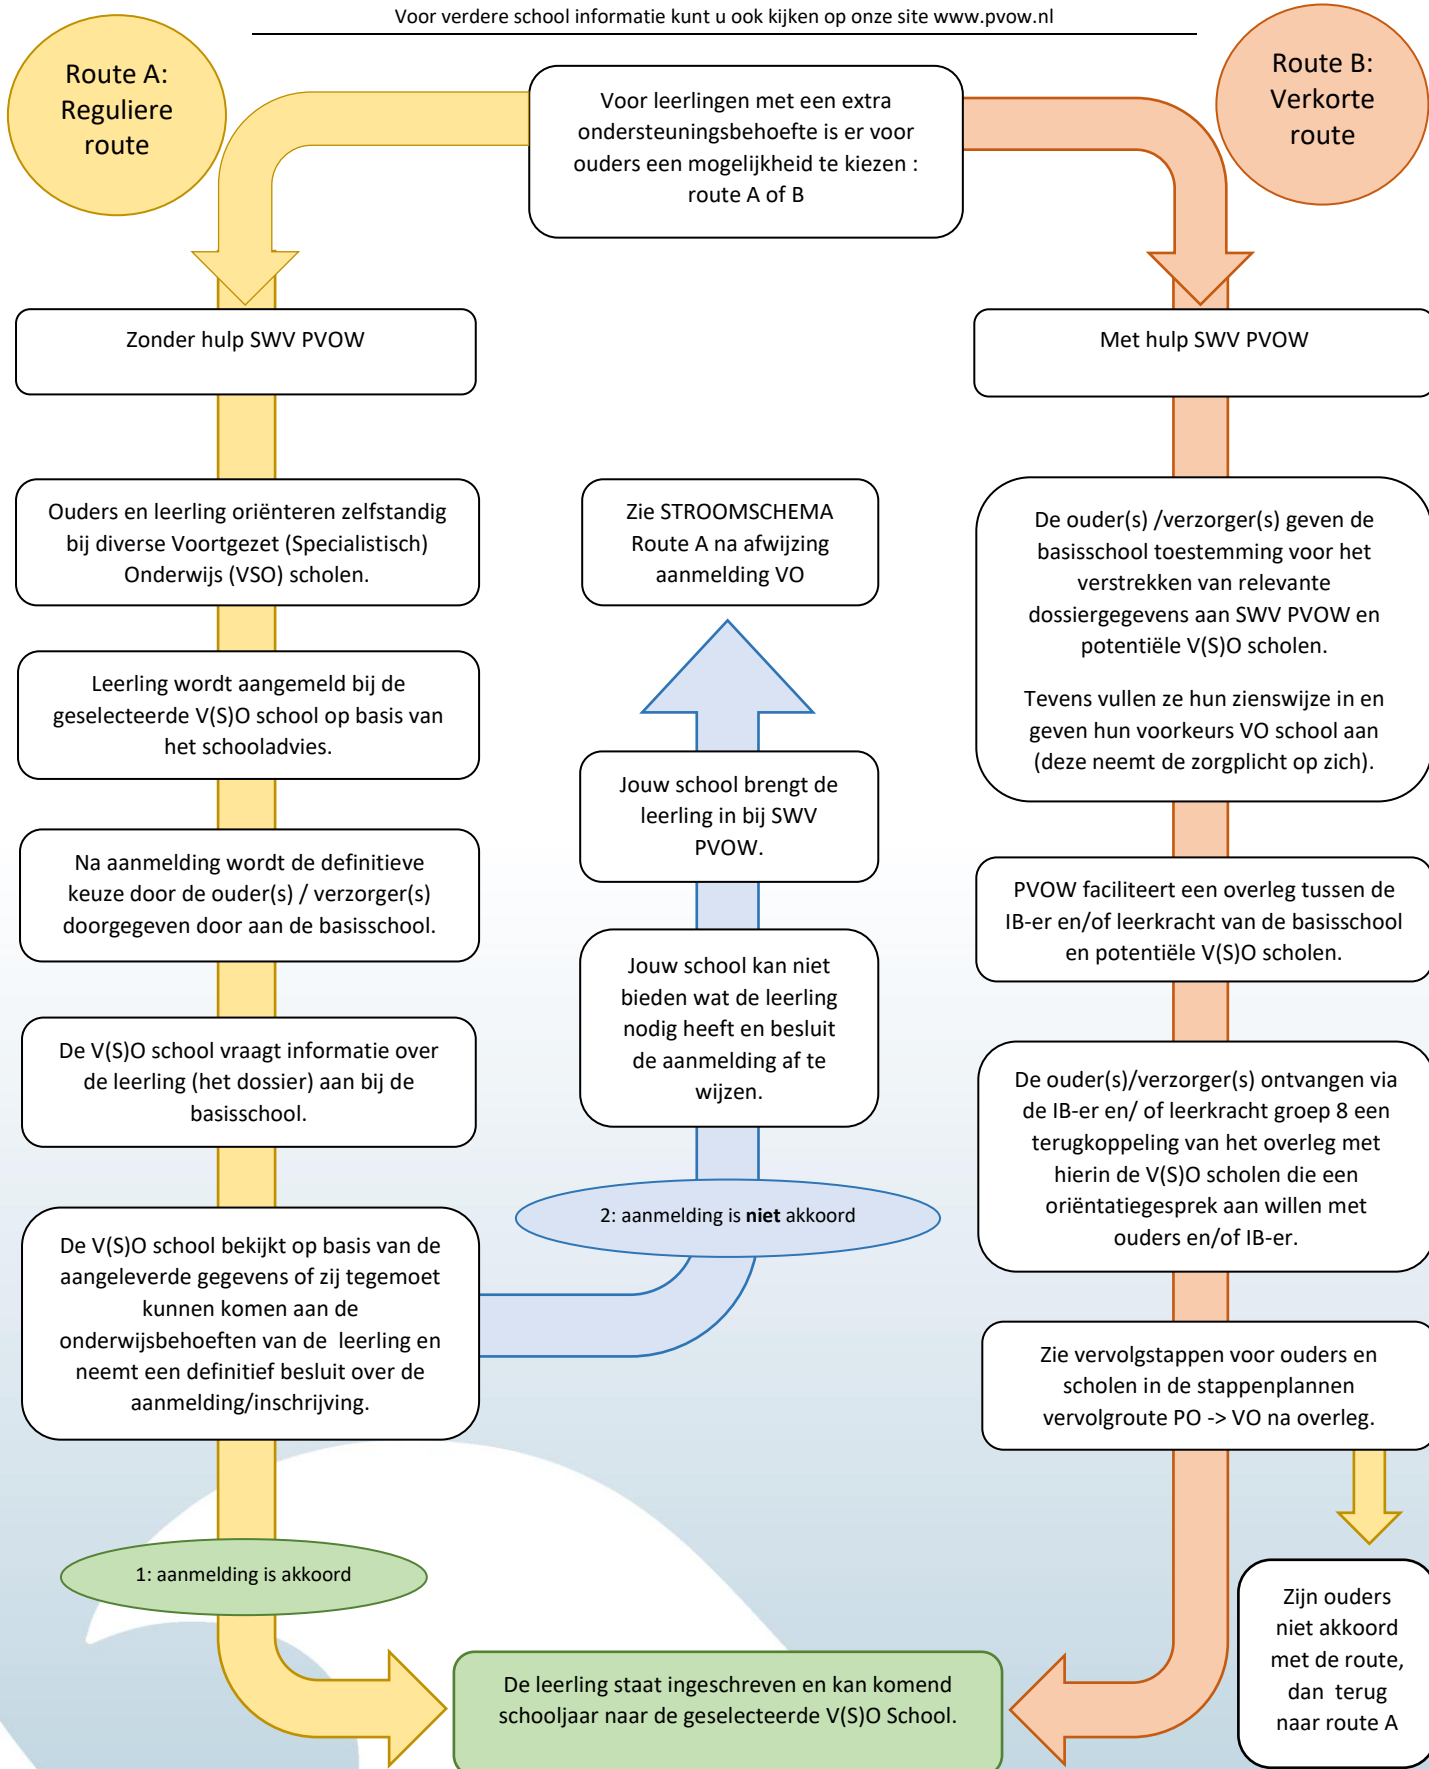 Voor verdere school informatie kunt u ook kijken op onze site www.pvow.nl
Route A:
Reguliere
route
Voor leerlingen met een extra
ondersteuningsbehoefte is er voor
ouders een mogelijkheid te kiezen :
route A of B
Route B:
Verkorte
route
Zonder hulp SWV PVOW
Ouders en leerling oriënteren zelfstandig
bij diverse Voortgezet (Specialistisch)
Onderwijs (VSO) scholen.
Leerling wordt aangemeld bij de
geselecteerde V(S)O school op basis van
het schooladvies.
Na aanmelding wordt de definitieve
keuze door de ouder(s) / verzorger(s)
doorgegeven door aan de basisschool.
De V(S)O school vraagt informatie over
de leerling (het dossier) aan bij de
basisschool.
De V(S)O school bekijkt op basis van de
aangeleverde gegevens of zij tegemoet
kunnen komen aan de
onderwijsbehoeften van de  leerling en
neemt een definitief besluit over de
aanmelding/inschrijving.
1: aanmelding is akkoord
Zie STROOMSCHEMA
Route A na afwijzing
aanmelding VO
Jouw school brengt de
leerling in bij SWV
PVOW.
Jouw school kan niet
bieden wat de leerling
nodig heeft en besluit
de aanmelding af te
wijzen.
2: aanmelding is niet akkoord
Met hulp SWV PVOW
De ouder(s) /verzorger(s) geven de
basisschool toestemming voor het
verstrekken van relevante
dossiergegevens aan SWV PVOW en
potentiële V(S)O scholen.
Tevens vullen ze hun zienswijze in en
geven hun voorkeurs VO school aan
(deze neemt de zorgplicht op zich).
PVOW faciliteert een overleg tussen de
IB-er en/of leerkracht van de basisschool
en potentiële V(S)O scholen.
De ouder(s)/verzorger(s) ontvangen via
de IB-er en/ of leerkracht groep 8 een
terugkoppeling van het overleg met
hierin de V(S)O scholen die een
oriëntatiegesprek aan willen met
ouders en/of IB-er.
Zie vervolgstappen voor ouders en
scholen in de stappenplannen
vervolgroute PO -> VO na overleg.
Zijn ouders
niet akkoord
met de route,
dan  terug
naar route A
De leerling staat ingeschreven en kan komend
schooljaar naar de geselecteerde V(S)O School.